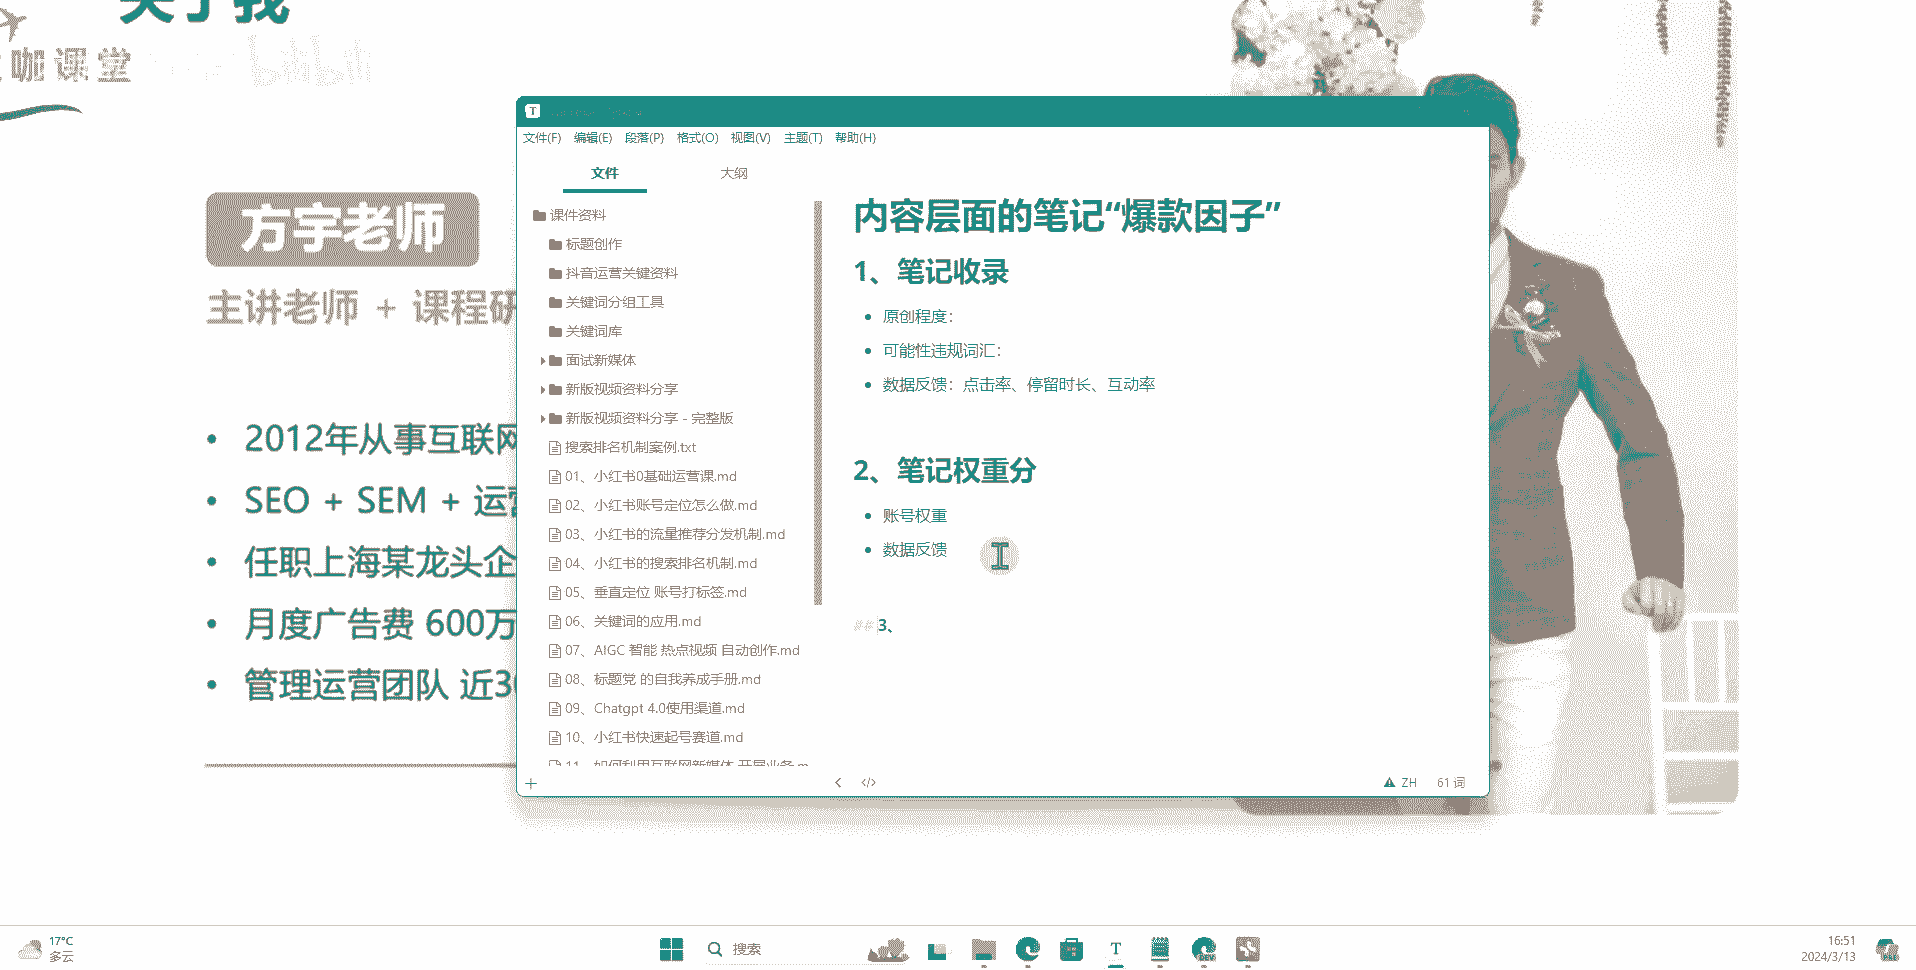 关于我
咖课堂
bilibili
方宇老师
主讲老师 + 课程研
2012年从事互联网
SEO + SEM + 运营
任职上海某龙头企
月度广告费 600万
管理运营团队 近30
T
文件(F) 编辑(E) 段落(P) 格式(O) 视图(V) 主题(T) 帮助(H)
文件 大纲
课件资料
标题创作
抖音运营关键资料
关键词分组工具
关键词库
面试新媒体
新版视频资料分享
新版视频资料分享 - 完整版
搜索排名机制案例.txt
01、小红书0基础运营课.md
02、小红书账号定位怎么做.md
03、小红书的流量推荐分发机制.md
04、小红书的搜索排名机制.md
05、垂直定位 账号打标签.md
06、关键词的应用.md
07、AIGC 智能 热点视频 自动创作.md
08、标题党 的自我养成手册.md
09、Chatgpt 4.0使用渠道.md
10、小红书快速起号赛道.md
11、如何利用互联网新媒体 开展业务.m
内容层面的笔记“爆款因子”
1、笔记收录
原创程度：
可能性违规词汇：
数据反馈：点击率、停留时长、互动率
2、笔记权重分
账号权重
数据反馈
## 3、
ZH 61 词
17°C
多云
搜索
16:51
2024/3/13